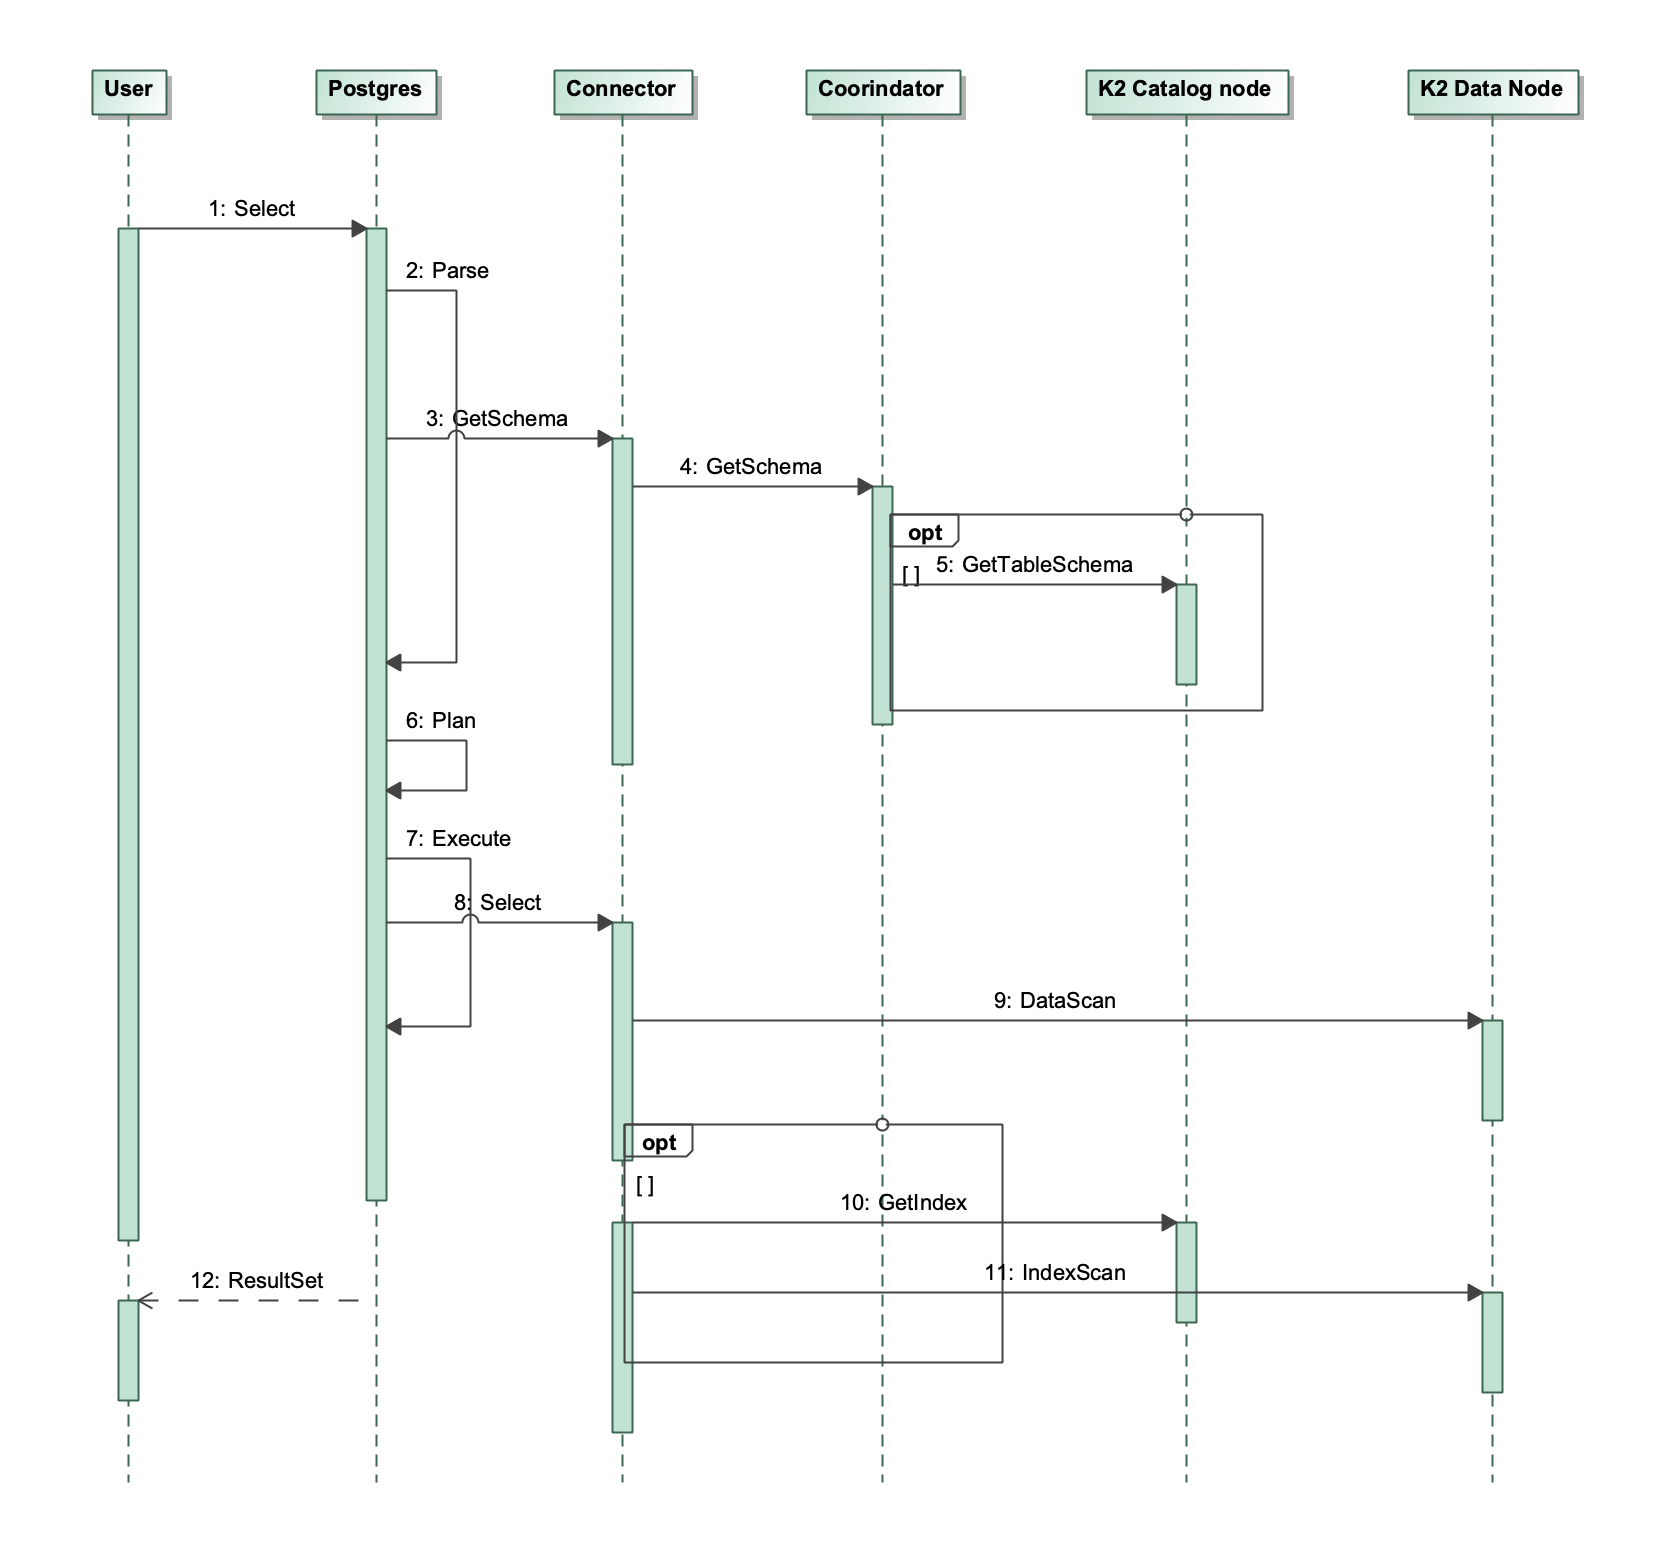 User
Postgres
Connector
Coorindator
K2 Catalog node
K2 Data Node
1: Select
2: Parse
3: GetSchema
4: GetSchema
opt
[ ]
5: GetTableSchema
6: Plan
7: Execute
8: Select
9: DataScan
opt
[ ]
10: GetIndex
11: IndexScan
12: ResultSet